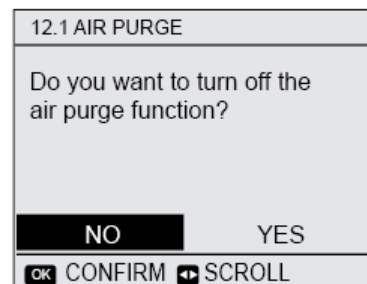 12.1 AIR PURGE
Do you want to turn off the
air purge function?
NO YES
OK CONFIRM SCROLL